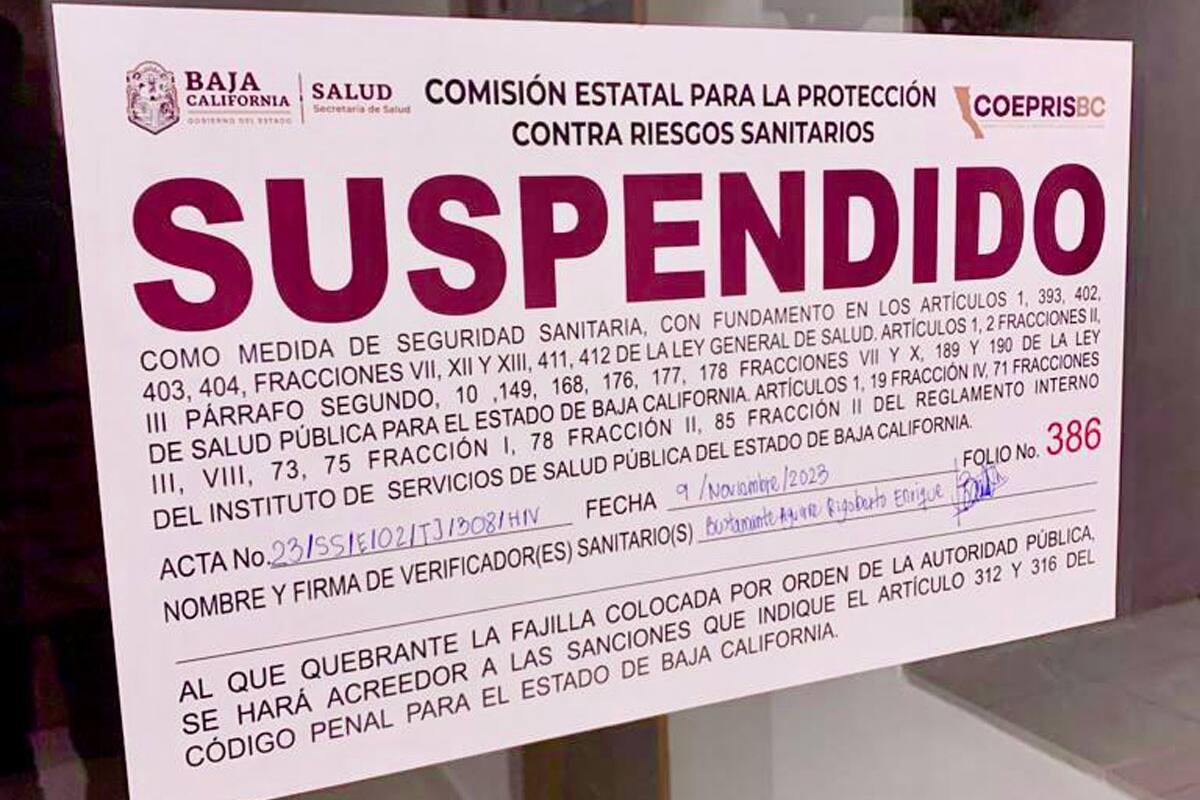 BAJA CALIFORNIA
GOBIERNO DEL ESTADO
SALUD
Secretaría de Salud
COMISIÓN ESTATAL PARA LA PROTECCIÓN
CONTRA RIESGOS SANITARIOS
COEPRISBC
SUSPENDIDO
COMO MEDIDA DE SEGURIDAD SANITARIA, CON FUNDAMENTO EN LOS ARTÍCULOS 1, 393, 402,
403, 404, FRACCIONES VII, XII Y XIII, 411, 412 DE LA LEY GENERAL DE SALUD. ARTÍCULOS 1, 2 FRACCIONES II,
III PÁRRAFO SEGUNDO, 10 ,149, 168, 176, 177, 178 FRACCIONES VII Y X, 189 Y 190 DE LA LEY
DE SALUD PÚBLICA PARA EL ESTADO DE BAJA CALIFORNIA. ARTÍCULOS 1, 19 FRACCIÓN IV, 71 FRACCIONES
III, VIII, 73, 75 FRACCIÓN I, 78 FRACCIÓN II, 85 FRACCIÓN II DEL REGLAMENTO INTERNO
DEL INSTITUTO DE SERVICIOS DE SALUD PÚBLICA DEL ESTADO DE BAJA CALIFORNIA.
FOLIO No. 386
ACTA No. 23/SS/E/02/TJ/308/HN FECHA 9/Noviembre/2023
NOMBRE Y FIRMA DE VERIFICADOR(ES) SANITARIO(S) Bustamante Rigoberto Enrique
AL QUE QUEBRANTE LA FAJILLA COLOCADA POR ORDEN DE LA AUTORIDAD PÚBLICA,
SE HARÁ ACREEDOR A LAS SANCIONES QUE INDIQUE EL ARTÍCULO 312 Y 316 DEL
CÓDIGO PENAL PARA EL ESTADO DE BAJA CALIFORNIA.